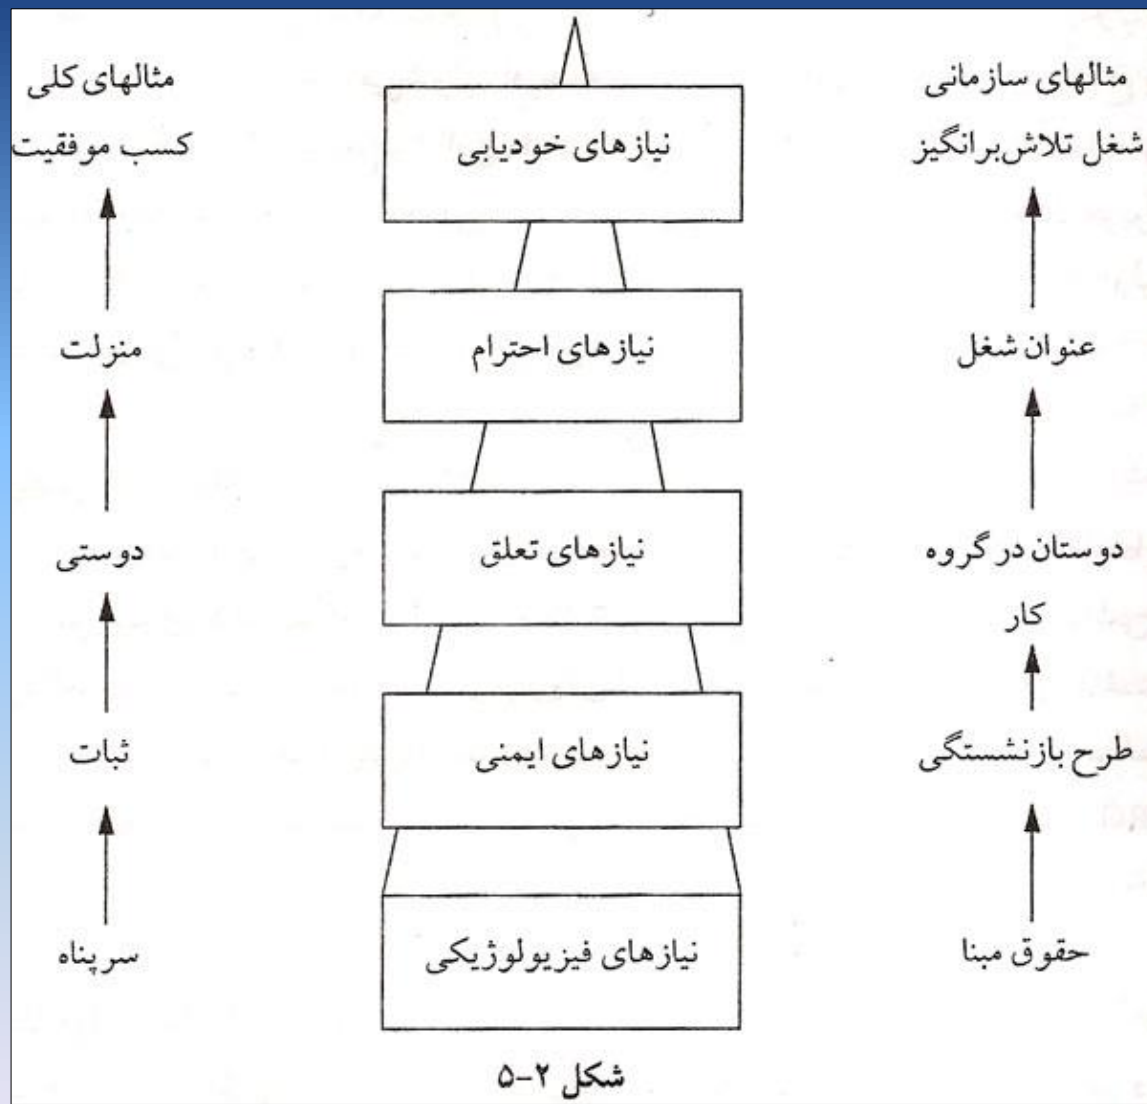 مثالهای سازمانی
شغل تلاش‌برانگیز
عنوان شغل
دوستان در گروه
کار
طرح بازنشستگی
حقوق مبنا
نیازهای خودیابی
نیازهای احترام
نیازهای تعلق
نیازهای ایمنی
نیازهای فیزیولوژیکی
مثالهای کلی
کسب موفقیت
منزلت
دوستی
ثبات
سرپناه
شکل ۲-۵